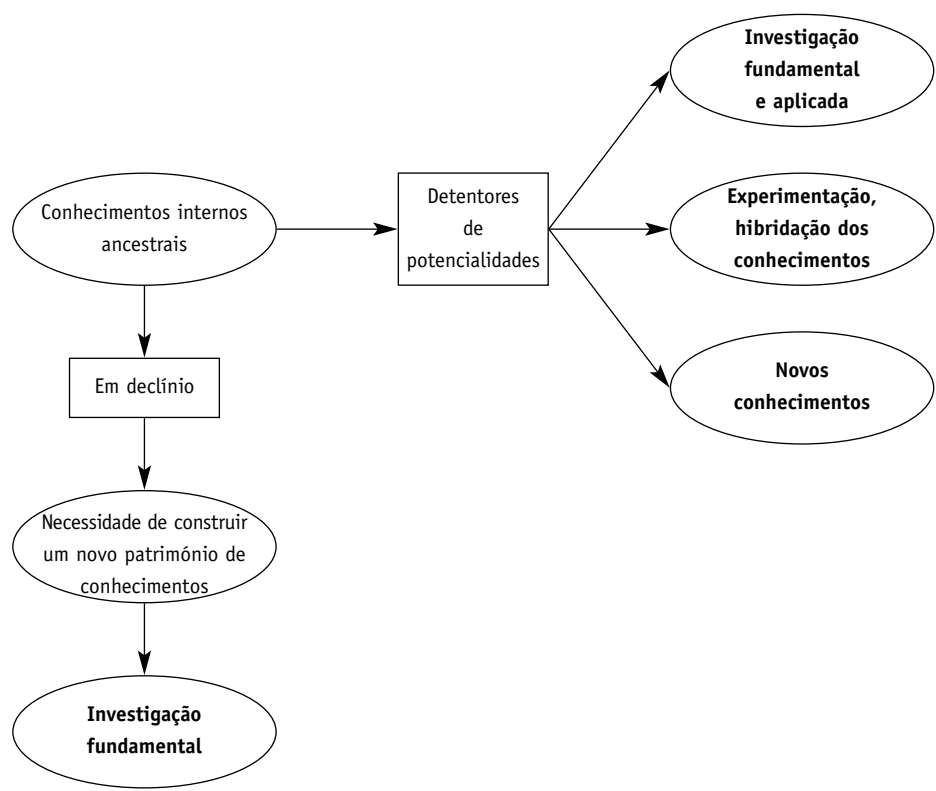 Investigação
fundamental
e aplicada
Conhecimentos internos
ancestrais
Detentores
de
potencialidades
Experimentação,
hibridação dos
conhecimentos
Em declínio
Novos
conhecimentos
Necessidade de construir
um novo património de
conhecimentos
Investigação
fundamental